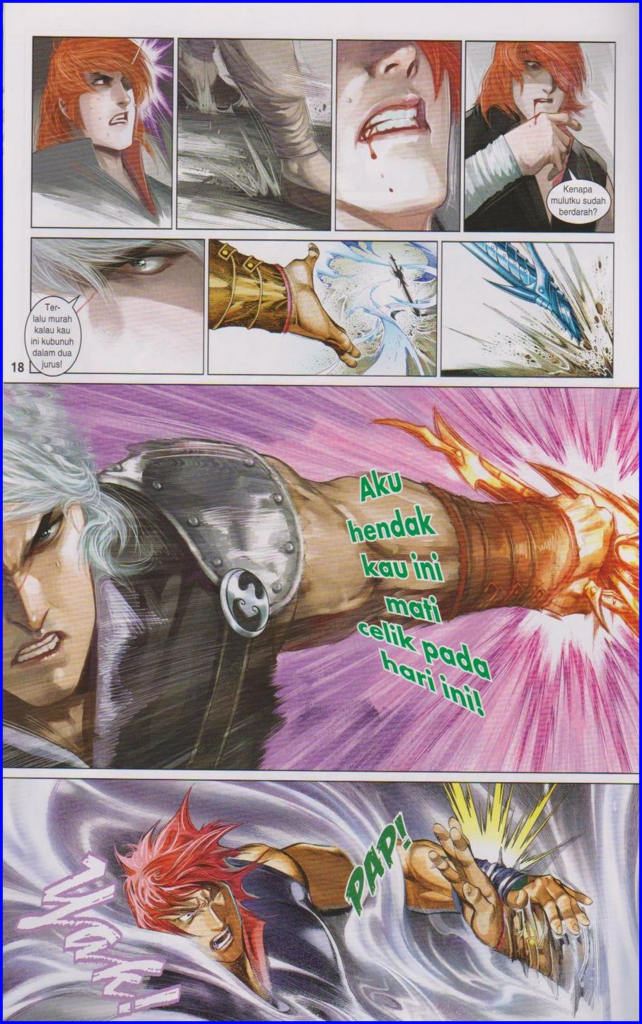 Kenapa
mulutku sudah
berdarah?
Ter-
lalu murah
kalau kau
ini kubunuh
dalam dua
jurus!
18
Aku
hendak
kau ini
mati
celik pada
hari ini!
PAP!
Wak!